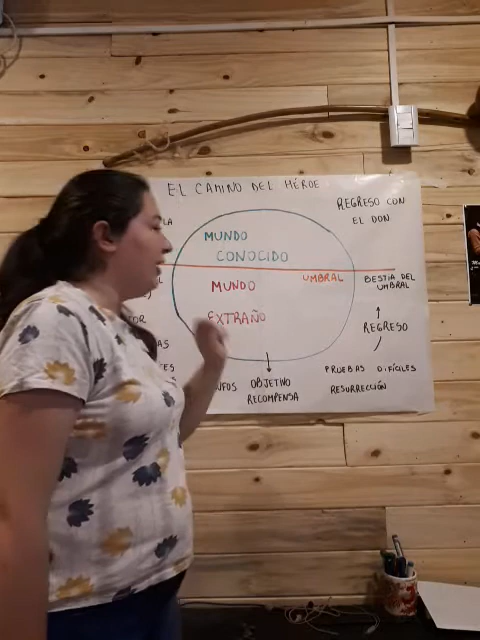 EL CAMINO DEL HÉROE
REGRESO CON
EL DON
MUNDO
CONOCIDO
UMBRAL
BESTIA DEL
UMBRAL
MUNDO
EXTRAÑO
REGRESO
PRUEBAS DIFÍCILES
RESURRECCIÓN
OBJETIVO
RECOMPENSA